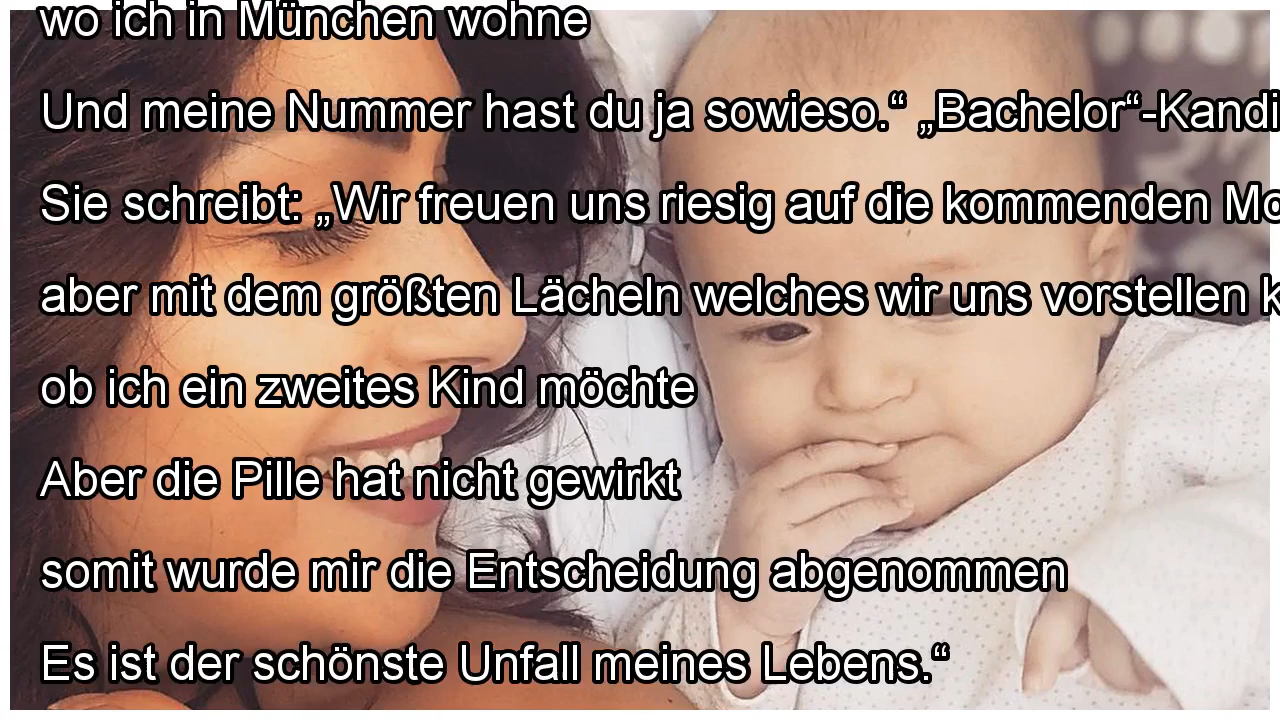 wo ich in München wohne
Und meine Nummer hast du ja sowieso.“ „Bachelor“-Kandi
Sie schreibt: „Wir freuen uns riesig auf die kommenden Mo
aber mit dem größten Lächeln welches wir uns vorstellen k
ob ich ein zweites Kind möchte
Aber die Pille hat nicht gewirkt
somit wurde mir die Entscheidung abgenommen
Es ist der schönste Unfall meines Lebens.“